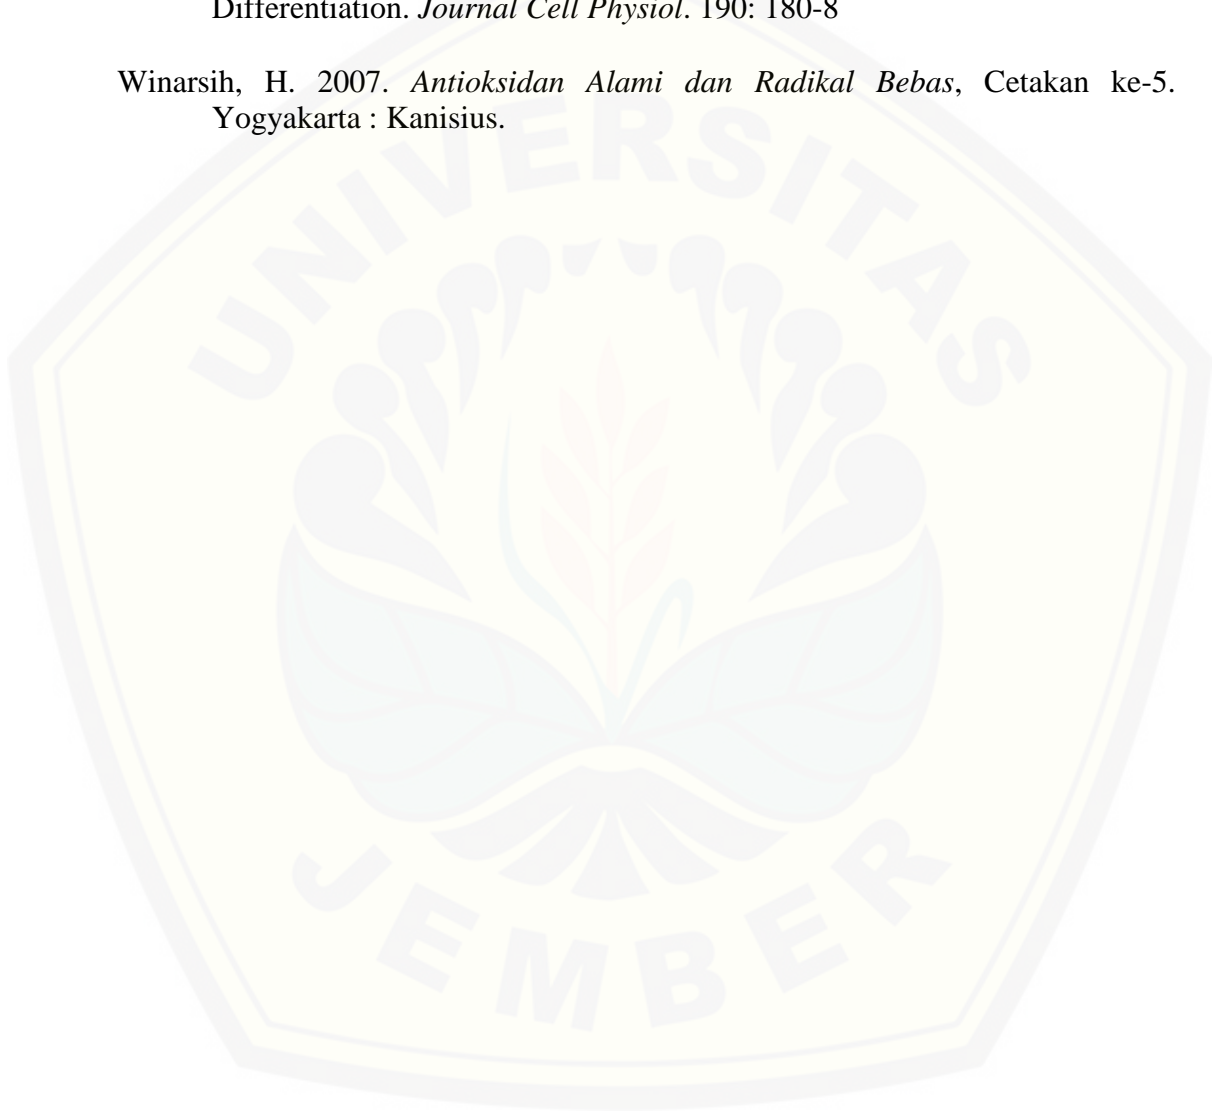 Differentiation. Journal Cell Physiol. 190: 180-8
Winarsih, H. 2007. Antioksidan Alami dan Radikal Bebas, Cetakan ke-5.
Yogyakarta : Kanisius.
UNIVERSITAS
JEMBER